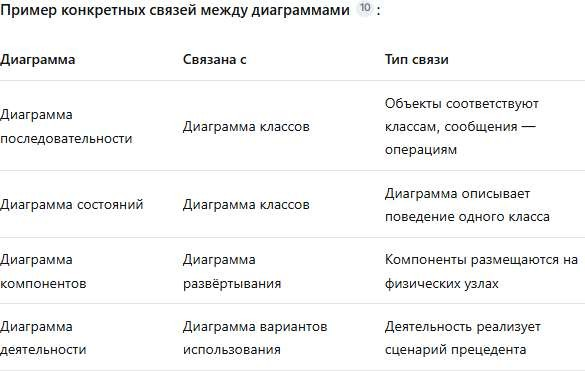 Пример конкретных связей между диаграммами 10 :
Диаграмма Связана с Тип связи
Диаграмма последовательности Диаграмма классов Объекты соответствуют классам, сообщения — операциям
Диаграмма состояний Диаграмма классов Диаграмма описывает поведение одного класса
Диаграмма компонентов Диаграмма развёртывания Компоненты размещаются на физических узлах
Диаграмма деятельности Диаграмма вариантов использования Деятельность реализует сценарий прецедента